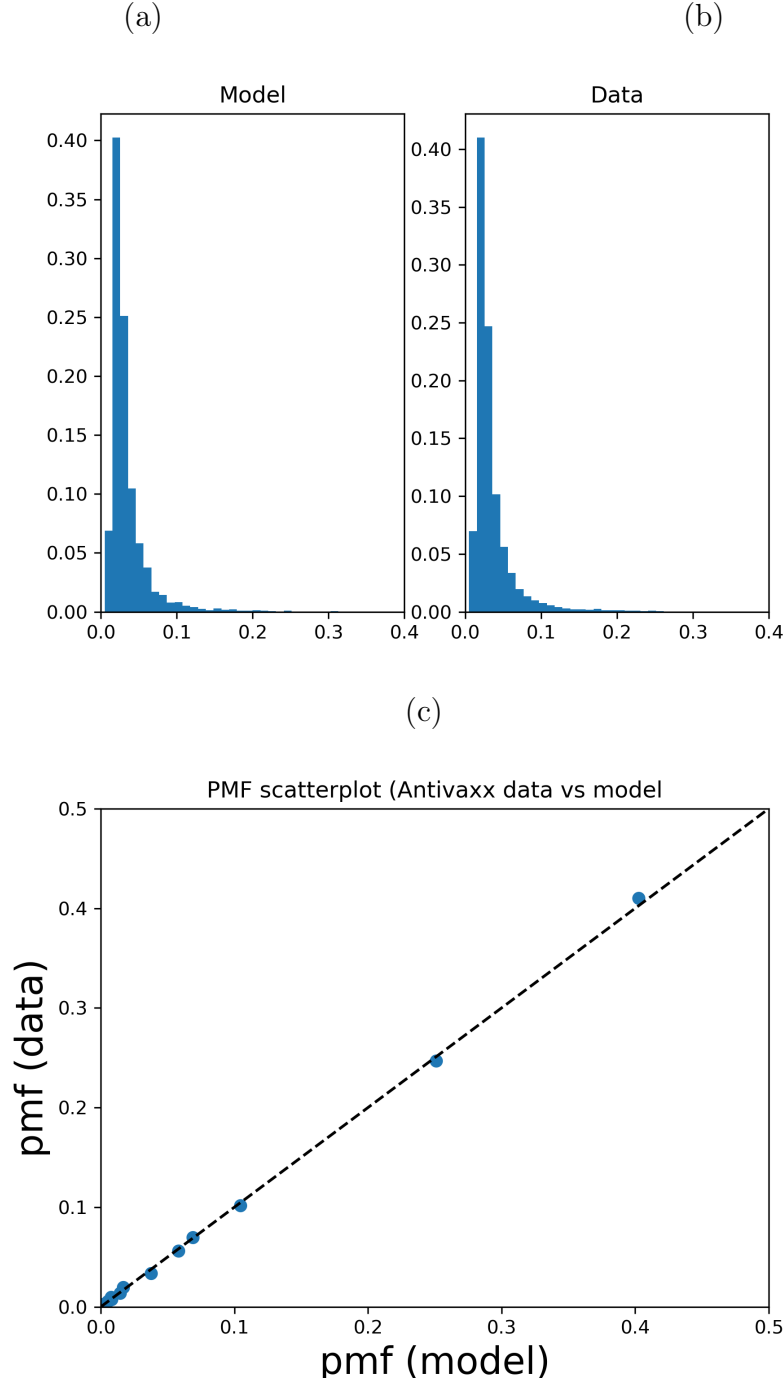 (a)
(b)
Model
Data
0.40
0.35
0.30
0.25
0.20
0.15
0.10
0.05
0.00
0.0 0.1 0.2 0.3 0.4
0.40
0.35
0.30
0.25
0.20
0.15
0.10
0.05
0.00
0.0 0.1 0.2 0.3 0.4
(c)
PMF scatterplot (Antivaxx data vs model
pmf (data)
0.5
0.4
0.3
0.2
0.1
0.0
0.0 0.1 0.2 0.3 0.4 0.5
pmf (model)